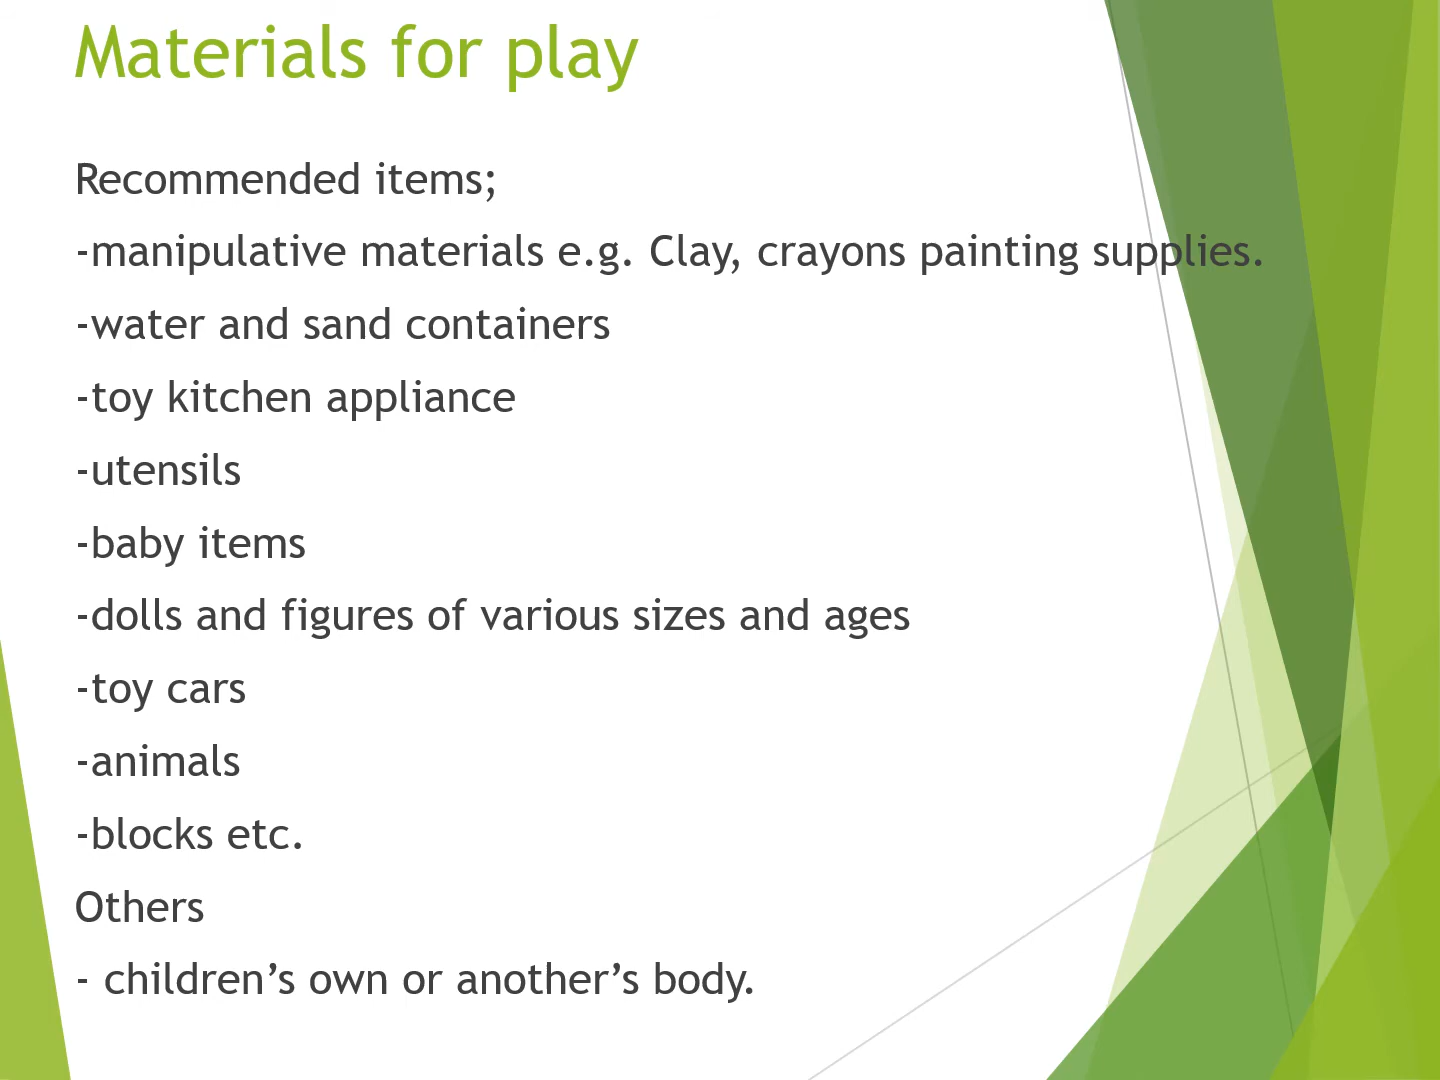 Materials for play
Recommended items;
-manipulative materials e.g. Clay, crayons painting supplies.
-water and sand containers
-toy kitchen appliance
-utensils
-baby items
-dolls and figures of various sizes and ages
-toy cars
-animals
-blocks etc.
Others
- children’s own or another’s body.